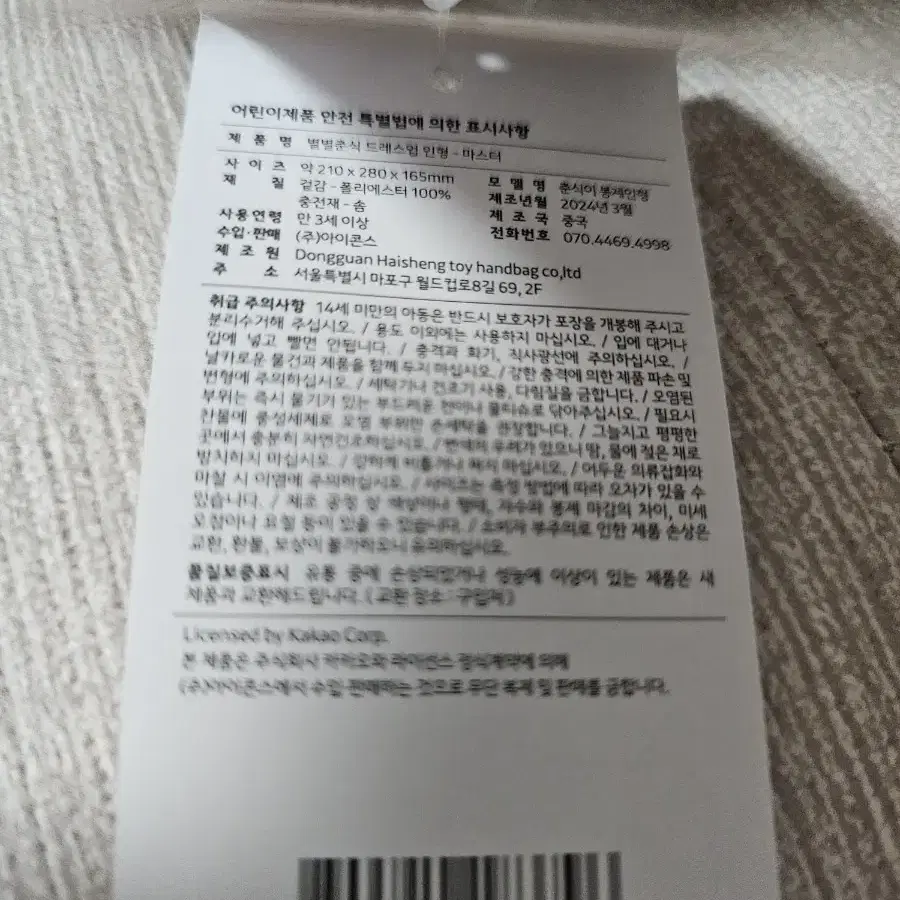 어린이제품 안전 특별법에 의한 표시사항
제 품 명 별별춘식 드레스업 인형 - 마스터
사 이 즈 약 210 x 280 x 165mm 모 델 명 춘식이 봉제인형
재 질 겉감 - 폴리에스터 100% 제조년월 2024년 3월
충전재 - 솜 제 조 국 중국
사용연령 만 3세 이상 전화번호 070.4469.4998
수입·판매 (주)아이콘스
제 조 원 Dongguan Haisheng toy handbag co,ltd
주 소 서울특별시 마포구 월드컵로8길 69, 2F
취급 주의사항 14세 미만의 아동은 반드시 보호자가 포장을 개봉해 주시고
분리수거해 주십시오. / 용도 이외에는 사용하지 마십시오. / 입에 대거나
입에 넣고 빨면 안됩니다. / 충격과 화기, 직사광선에 주의하십시오. /
날카로운 물건과 제품을 함께 두지 마십시오. / 강한 충격에 의한 제품 파손 및
변형에 주의하십시오. / 세탁기나 건조기 사용, 다림질을 금합니다. / 오염된
부위는 즉시 물기가 있는 부드러운 천이나 물티슈로 닦아주십시오. / 필요시
찬물에 중성세제로 오염 부위만 손세탁을 권장합니다. / 그늘지고 평평한
곳에서 충분히 자연건조하십시오. / 변색의 우려가 있으니 땀, 물에 젖은 채로
방치하지 마십시오. / 강하게 비틀거나 짜지 마십시오. / 어두운 의류잡화와
마찰 시 이염에 주의하십시오. / 사이즈는 측정 방법에 따라 오차가 있을 수
있습니다. / 제조 공정 상 색상이나 형태, 자수와 봉제 마감의 차이, 미세
오점이나 요철 등이 있을 수 있습니다. / 소비자 부주의로 인한 제품 손상은
교환, 환불, 보상이 불가하오니 유의하십시오.
품질보증표시 유통 중에 손상되었거나 성능에 이상이 있는 제품은 새
제품과 교환해드립니다. ( 교환 장소 : 구입처 )
Licensed by Kakao Corp.
본 제품은 주식회사 카카오와 라이센스 정식계약에 의해
(주)아이콘스에서 수입 판매하는 것으로 무단 복제 및 판매를 금합니다.